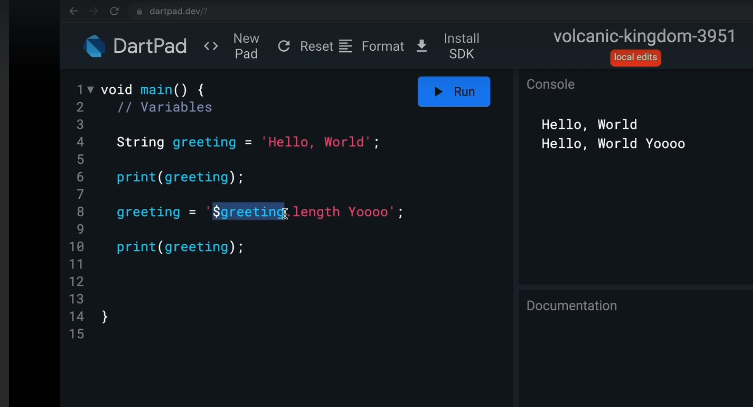 dartpad.dev/?
DartPad <> New Pad Reset Format Install SDK
volcanic-kingdom-3951
local edits
Run
1 void main() {
2 // Variables
3
4 String greeting = 'Hello, World';
5
6 print(greeting);
7
8 greeting = '$greeting.length Yoooo';
9
10 print(greeting);
11
12
13
14 }
15
Console
Hello, World
Hello, World Yoooo
Documentation